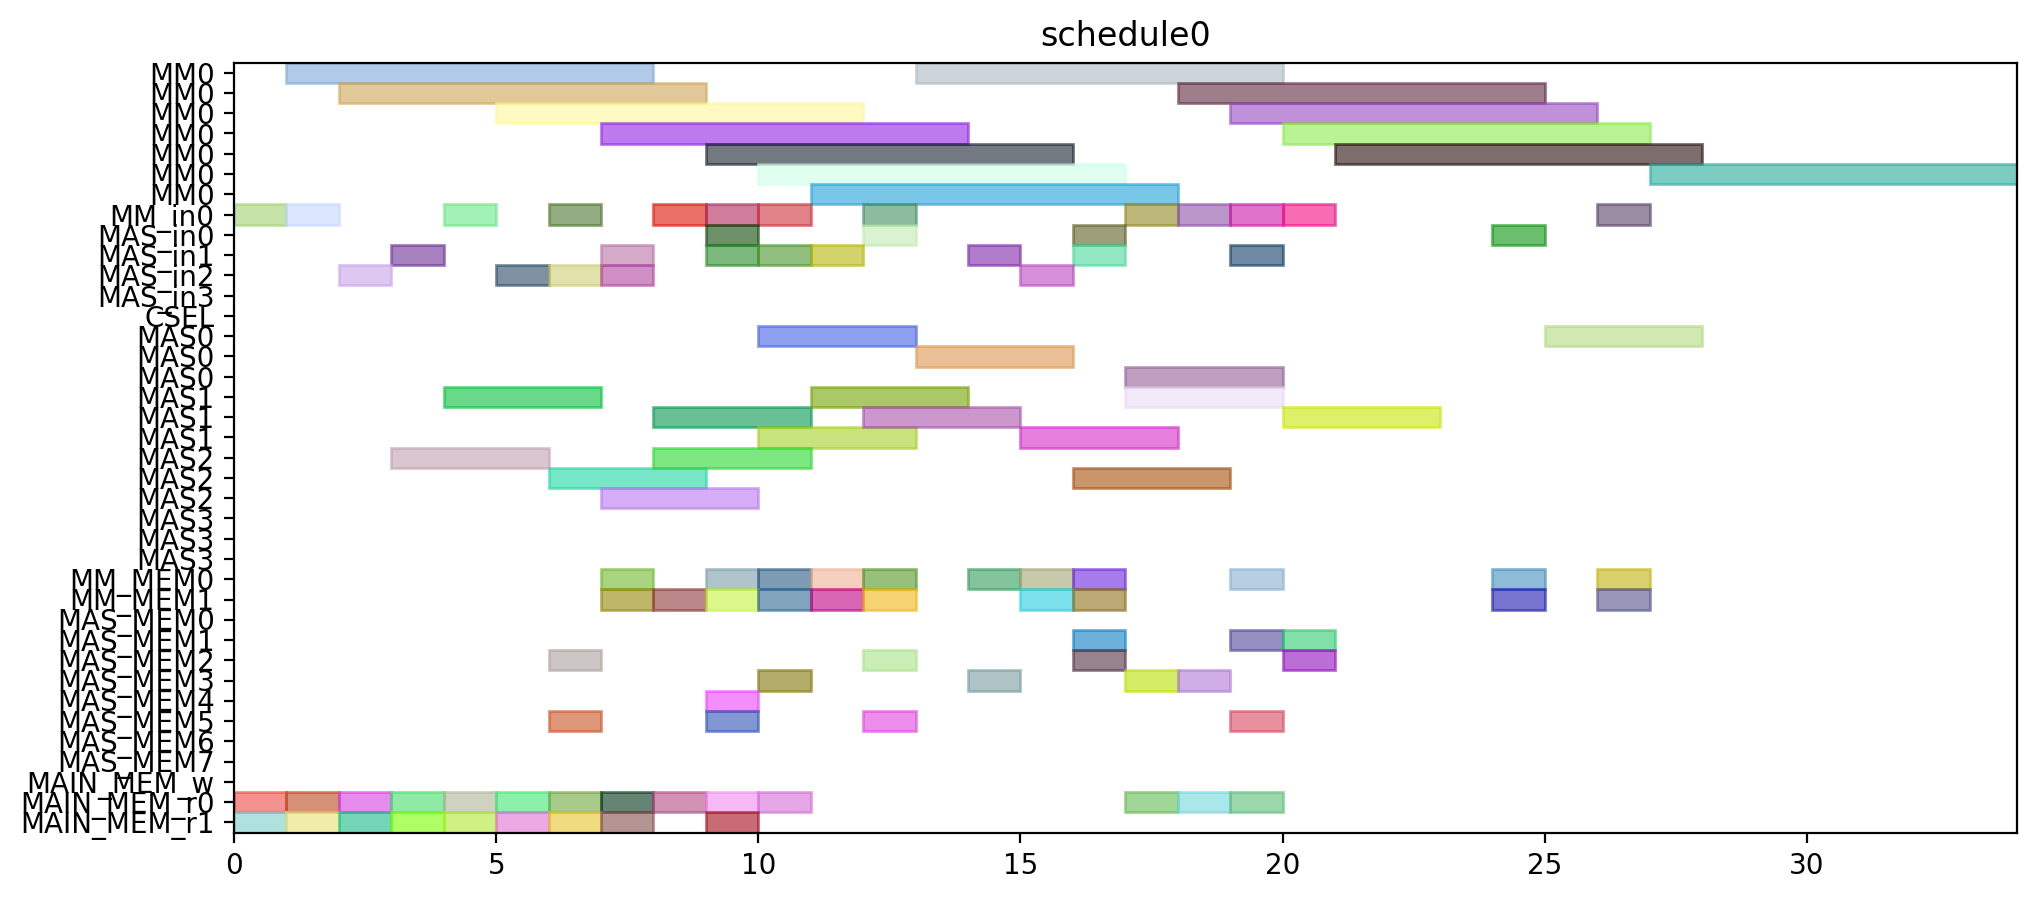 schedule0
MM0
MM0
MM0
MM0
MM0
MM0
MM0
MM_in0
MAS_in0
MAS_in1
MAS_in2
MAS_in3
CSEL
MAS0
MAS0
MAS0
MAS1
MAS1
MAS1
MAS2
MAS2
MAS2
MAS3
MAS3
MAS3
MM_MEM0
MM_MEM1
MAS_MEM0
MAS_MEM1
MAS_MEM2
MAS_MEM3
MAS_MEM4
MAS_MEM5
MAS_MEM6
MAS_MEM7
MAIN_MEM_w
MAIN_MEM_r0
MAIN_MEM_r1
0 5 10 15 20 25 30